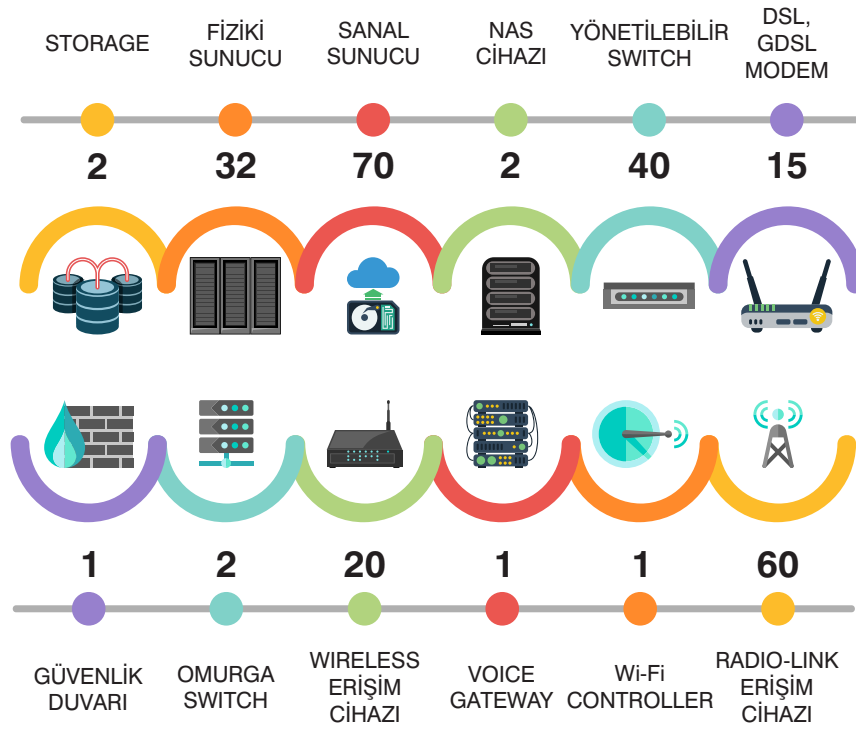 STORAGE
FİZİKİ
SUNUCU
SANAL
SUNUCU
NAS
CİHAZI
YÖNETİLEBİLİR
SWITCH
DSL,
GDSL
MODEM
2
32
70
2
40
15
1
2
20
1
1
60
GÜVENLİK
DUVARI
OMURGA
SWITCH
WIRELESS
ERİŞİM
CİHAZI
VOICE
GATEWAY
Wi-Fi
CONTROLLER
RADIO-LINK
ERİŞİM
CİHAZI